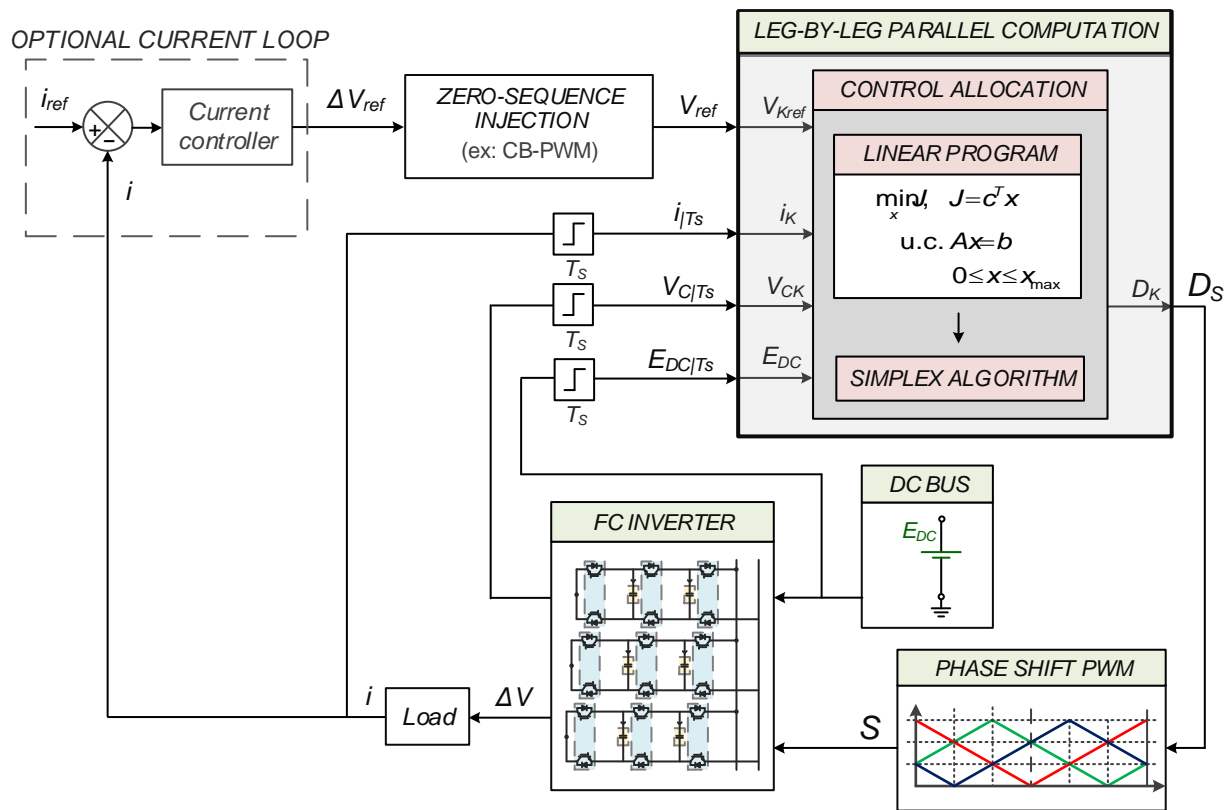 OPTIONAL CURRENT LOOP
i_ref
+
-
i
Current
controller
ΔV_ref
ZERO-SEQUENCE
INJECTION
(ex: CB-PWM)
V_ref
LEG-BY-LEG PARALLEL COMPUTATION
V_Kref
CONTROL ALLOCATION
LINEAR PROGRAM
min J, J=c^T x
x
u.c. Ax=b
0≤x≤x_max
SIMPLEX ALGORITHM
T_S
i_|Ts
i_K
T_S
V_C|Ts
V_CK
T_S
E_DC|Ts
E_DC
D_K
D_S
DC BUS
E_DC
FC INVERTER
PHASE SHIFT PWM
S
ΔV
Load
i